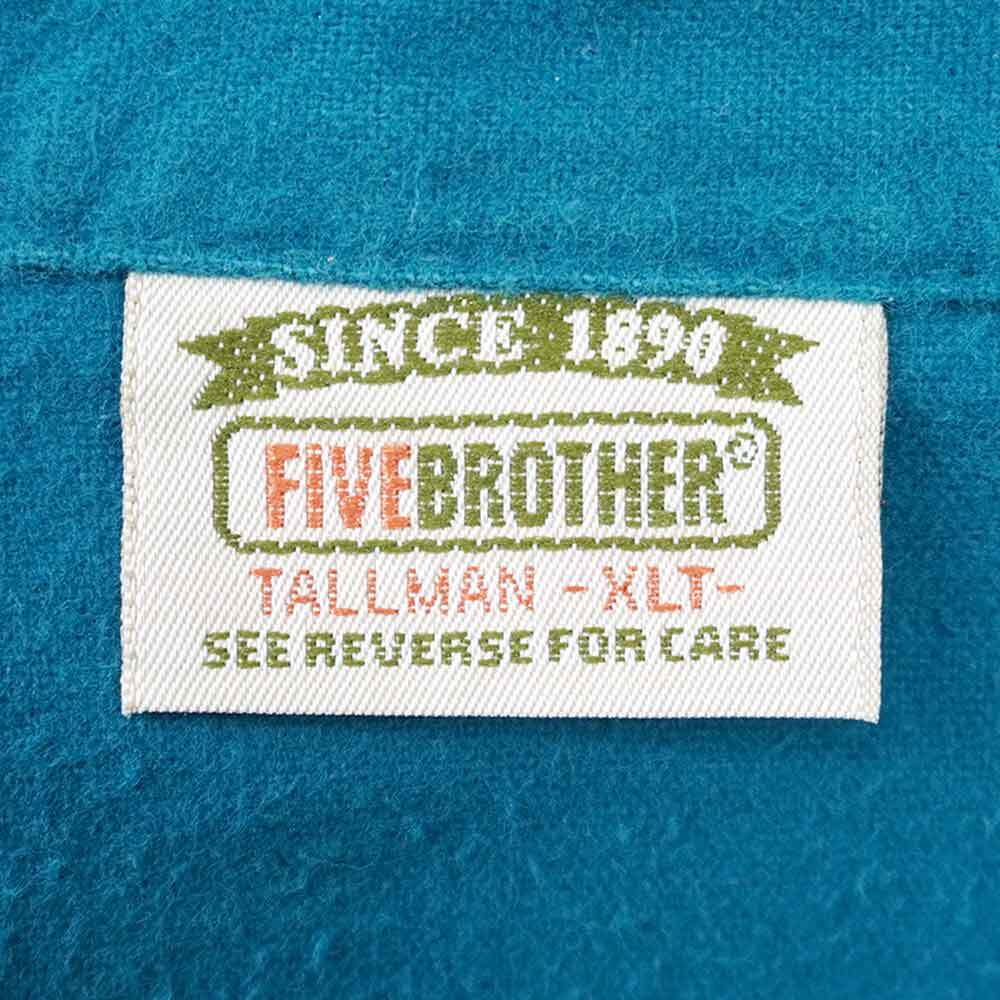 SINCE 1890
FIVEBROTHER®
TALLMAN -XLT-
SEE REVERSE FOR CARE